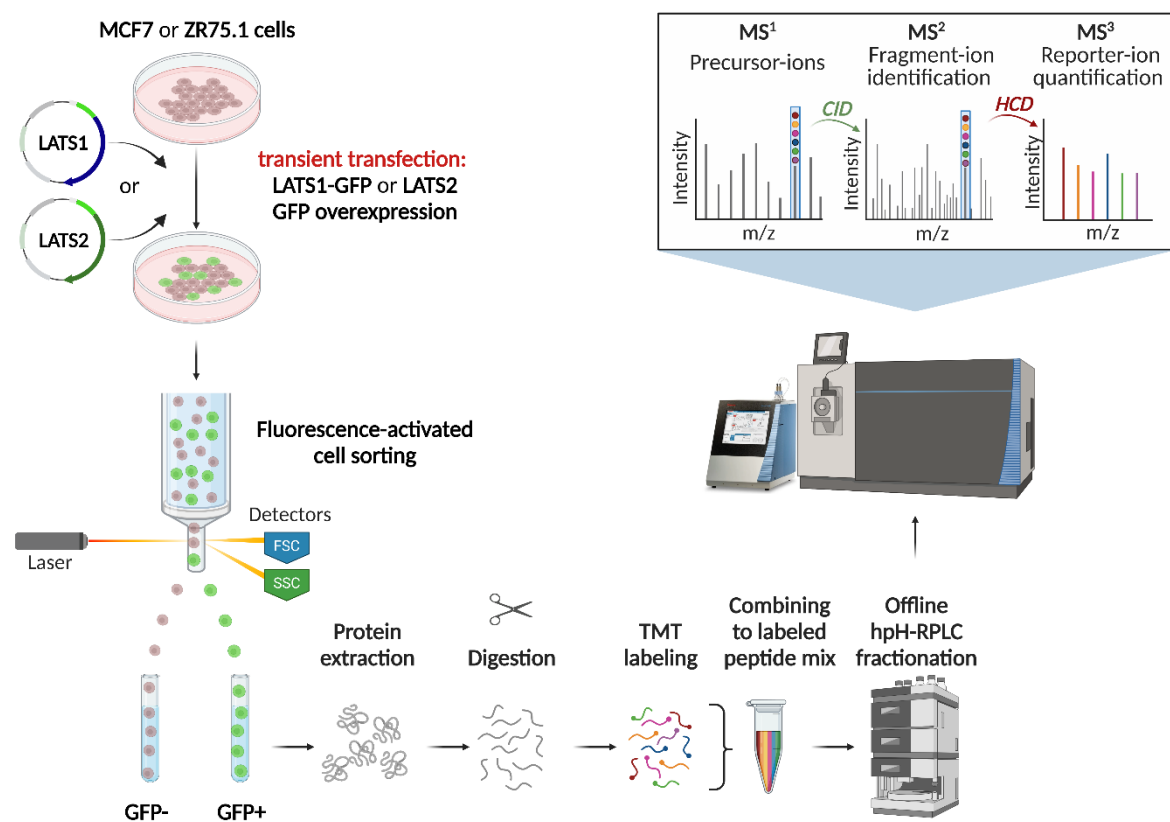 MCF7 or ZR75.1 cells
LATS1
or
LATS2
transient transfection:
LATS1-GFP or LATS2
GFP overexpression
Fluorescence-activated
cell sorting
Laser
Detectors
FSC
SSC
GFP-
GFP+
Protein
extraction
Digestion
TMT
labeling
Combining
to labeled
peptide mix
Offline
hpH-RPLC
fractionation
MS¹
Precursor-ions
Intensity
m/z
CID
MS²
Fragment-ion
identification
Intensity
m/z
HCD
MS³
Reporter-ion
quantification
Intensity
m/z